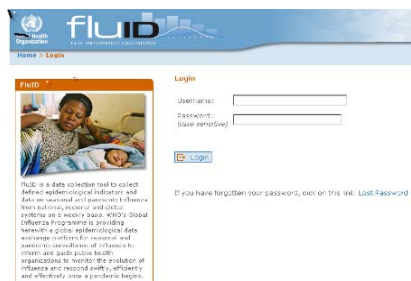 Health
Organization
fluID
FLU INFORMED DECISIONS
Home > Login
FluID
FluID is a data collection tool to collect
defined epidemiological indicators and
data on seasonal and pandemic Influenza
from national, regional and global
systems on a weekly basis. WHO's Global
Influenza Programme is providing
herewith a global epidemiological data
exchange platform for seasonal and
pandemic surveillance of influenza to
inform and guide public health
organizations to monitor the evolution of
influenza and respond swiftly, efficiently
and effectively once a pandemic begins.
Login
Username:
Password:
(case sensitive)
Login
If you have forgotten your password, click on this link: Lost Password